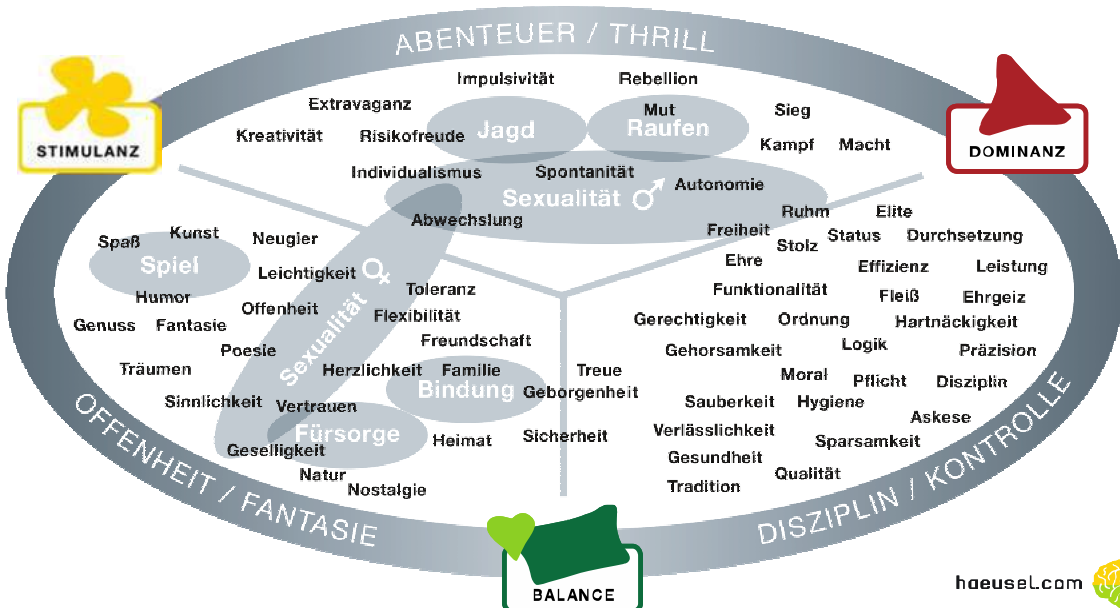 ABENTEUER / THRILL
STIMULANZ
DOMINANZ
Impulsivität
Rebellion
Extravaganz
Mut
Sieg
Kreativität
Risikofreude
Jagd
Raufen
Kampf
Macht
Individualismus
Spontanität
Autonomie
Sexualität ♂
Abwechslung
Ruhm
Elite
Freiheit
Stolz
Status
Durchsetzung
Ehre
Effizienz
Leistung
Funktionalität
Fleiß
Ehrgeiz
Gerechtigkeit
Ordnung
Hartnäckigkeit
Gehorsamkeit
Logik
Präzision
Moral
Pflicht
Disziplin
Sauberkeit
Hygiene
Askese
Verlässlichkeit
Sparsamkeit
Gesundheit
Qualität
Tradition
Spaß
Kunst
Neugier
Spiel
Leichtigkeit
Sexualität ♀
Humor
Offenheit
Toleranz
Flexibilität
Genuss
Fantasie
Poesie
Freundschaft
Träumen
Herzlichkeit
Familie
Bindung
Treue
Geborgenheit
Sinnlichkeit
Vertrauen
Fürsorge
Heimat
Sicherheit
Geselligkeit
Natur
Nostalgie
OFFENHEIT / FANTASIE
DISZIPLIN / KONTROLLE
BALANCE
haeusel.com